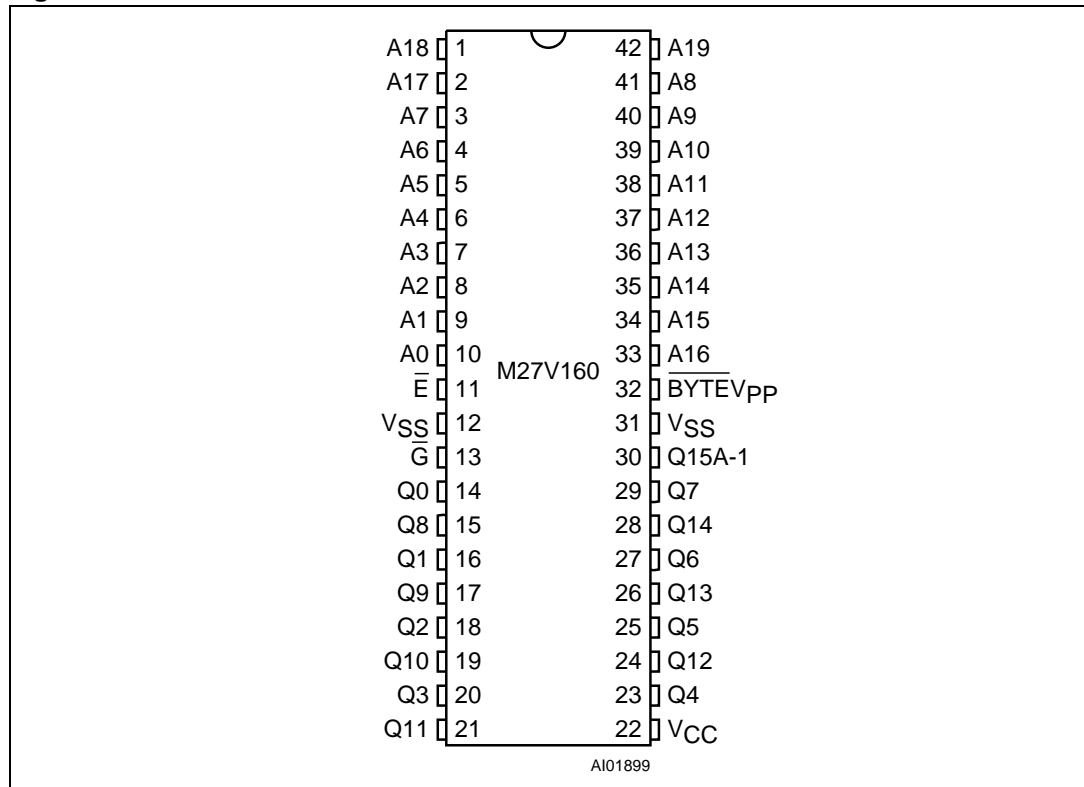 A18 1 42 A19
A17 2 41 A8
A7 3 40 A9
A6 4 39 A10
A5 5 38 A11
A4 6 37 A12
A3 7 36 A13
A2 8 35 A14
A1 9 34 A15
A0 10 33 A16
M27V160
E̅ 11 32 B̅Y̅T̅E̅VPP
VSS 12 31 VSS
G̅ 13 30 Q15A-1
Q0 14 29 Q7
Q8 15 28 Q14
Q1 16 27 Q6
Q9 17 26 Q13
Q2 18 25 Q5
Q10 19 24 Q12
Q3 20 23 Q4
Q11 21 22 VCC
AI01899